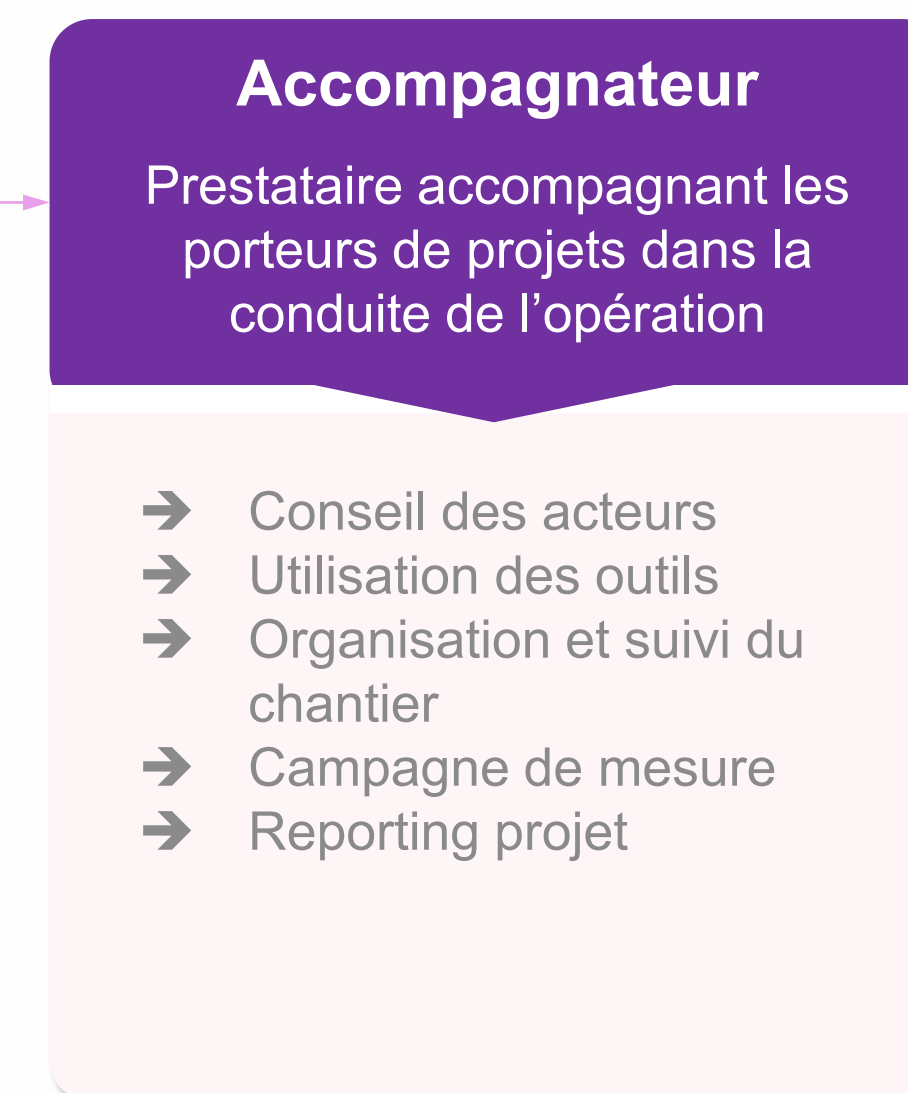 Accompagnateur
Prestataire accompagnant les
porteurs de projets dans la
conduite de l’opération
➔ Conseil des acteurs
➔ Utilisation des outils
➔ Organisation et suivi du
chantier
➔ Campagne de mesure
➔ Reporting projet